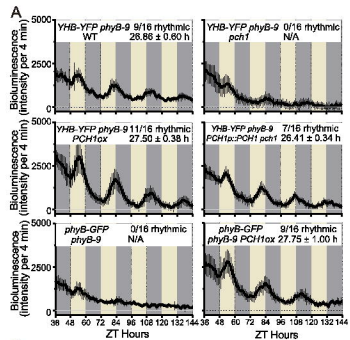 A
Bioluminescence
(intensity per 4 min)
5000
2500
0
YHB-YFP phyB-9 9/16 rhythmic
WT 26.86 ± 0.60 h
YHB-YFP phyB-9 0/16 rhythmic
pch1 N/A
Bioluminescence
(intensity per 4 min)
5000
2500
0
YHB-YFP phyB-9 11/16 rhythmic
PCH1ox 27.50 ± 0.38 h
YHB-YFP phyB-9 7/16 rhythmic
PCH1p::PCH1 pch1 26.41 ± 0.34 h
Bioluminescence
(intensity per 4 min)
5000
2500
0
phyB-GFP 0/16 rhythmic
phyB-9 N/A
phyB-GFP 9/16 rhythmic
phyB-9 PCH1ox 27.75 ± 1.00 h
36 48 60 72 84 96 108 120 132 144
36 48 60 72 84 96 108 120 132 144
ZT Hours
ZT Hours